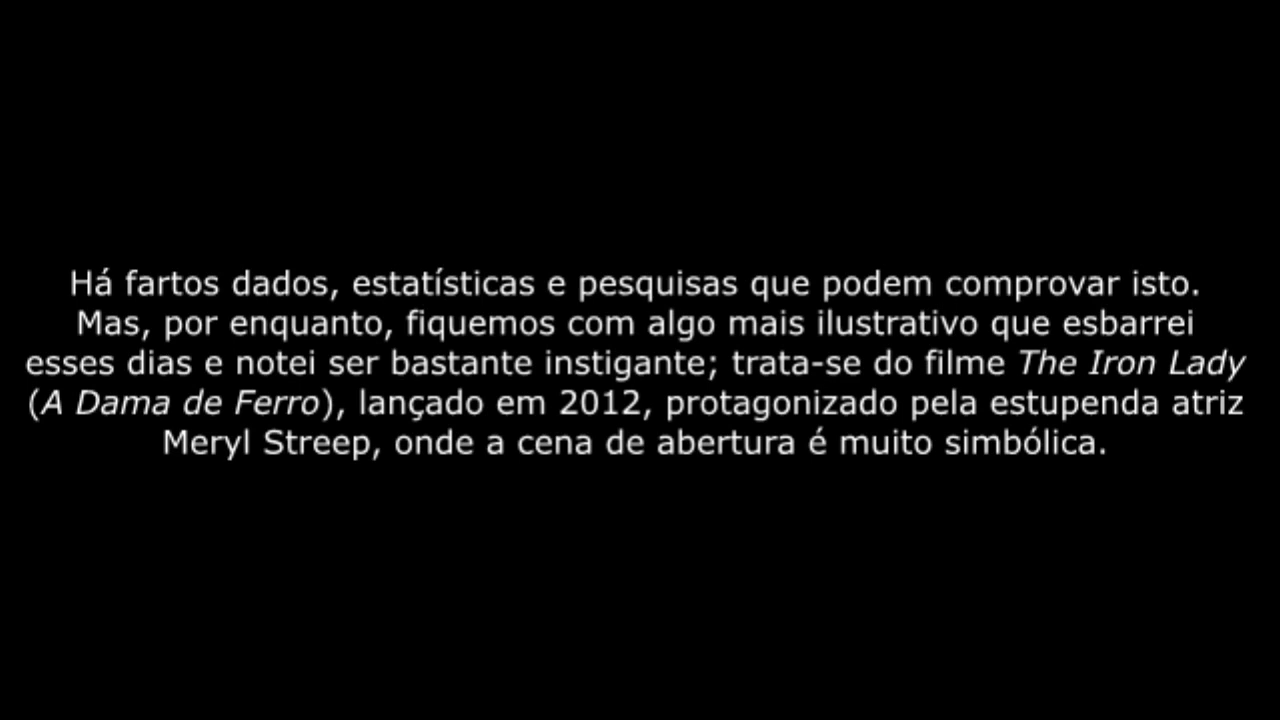 Há fartos dados, estatísticas e pesquisas que podem comprovar isto.
Mas, por enquanto, fiquemos com algo mais ilustrativo que esbarrei
esses dias e notei ser bastante instigante; trata-se do filme The Iron Lady
(A Dama de Ferro), lançado em 2012, protagonizado pela estupenda atriz
Meryl Streep, onde a cena de abertura é muito simbólica.